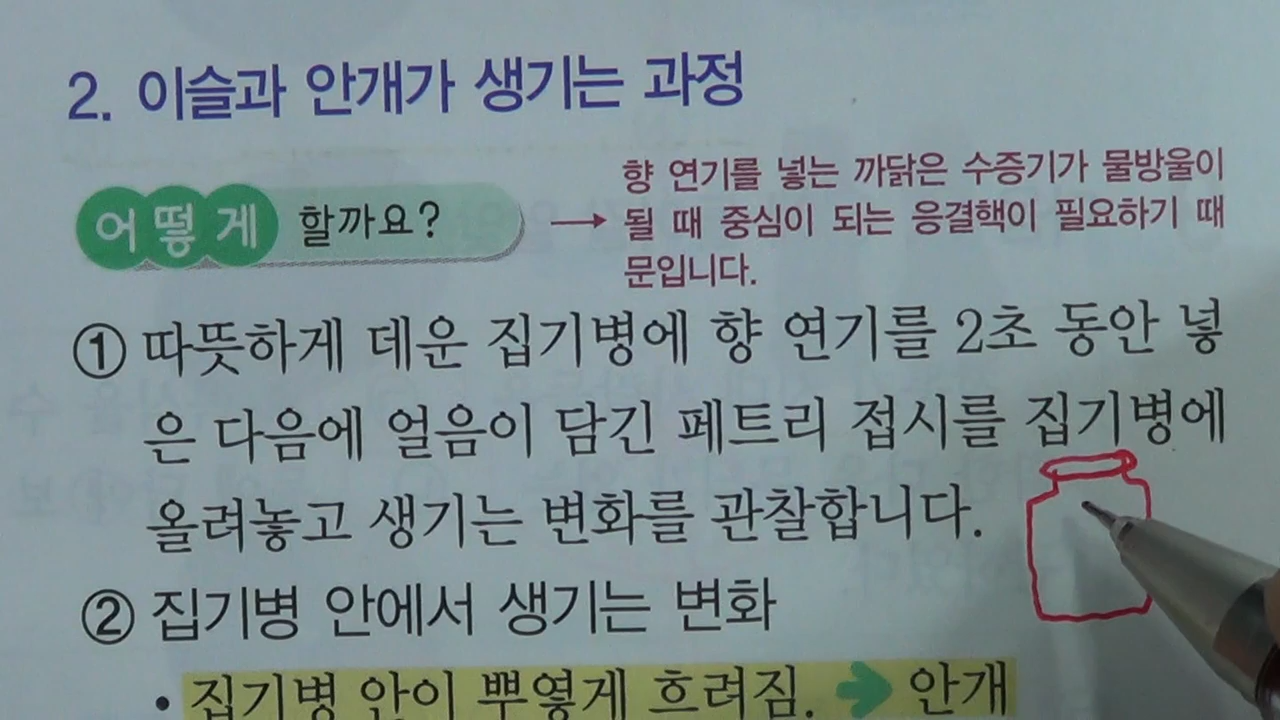 2. 이슬과 안개가 생기는 과정
어떻게 할까요?
향 연기를 넣는 까닭은 수증기가 물방울이
될 때 중심이 되는 응결핵이 필요하기 때
문입니다.
① 따뜻하게 데운 집기병에 향 연기를 2초 동안 넣
은 다음에 얼음이 담긴 페트리 접시를 집기병에
올려놓고 생기는 변화를 관찰합니다.
② 집기병 안에서 생기는 변화
• 집기병 안이 뿌옇게 흐려짐. ➔ 안개